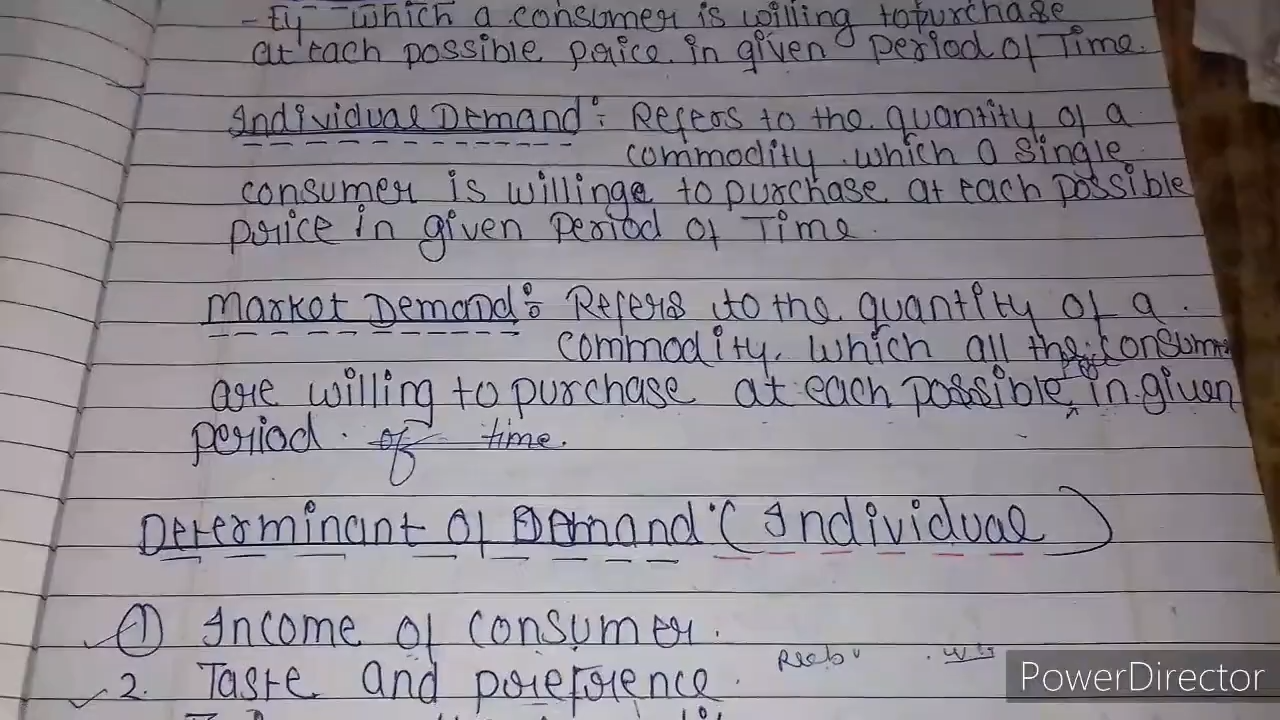 - Ey which a consumer is willing to purchase
at each possible price in given period of Time.
Individual Demand: Refers to the quantity of a
commodity which a single
consumer is willinge to purchase at each possible
price in given Period of Time.
Market Demand: Refers to the quantity of a
commodity, which all the consumer
are willing to purchase at each possible in given
period. of time.
Determinant of Demand: (Individual)
① Income of consumer.
2. Taste and preference.
PowerDirector